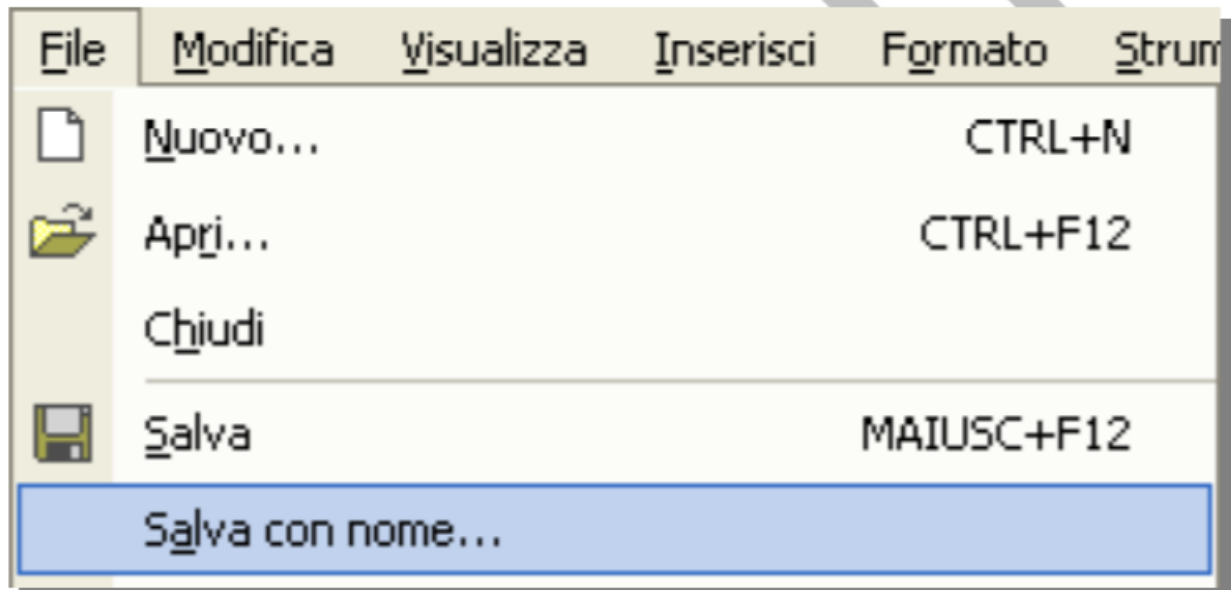 File Modifica Visualizza Inserisci Formato Strum
Nuovo... CTRL+N
Apri... CTRL+F12
Chiudi
Salva MAIUSC+F12
Salva con nome...